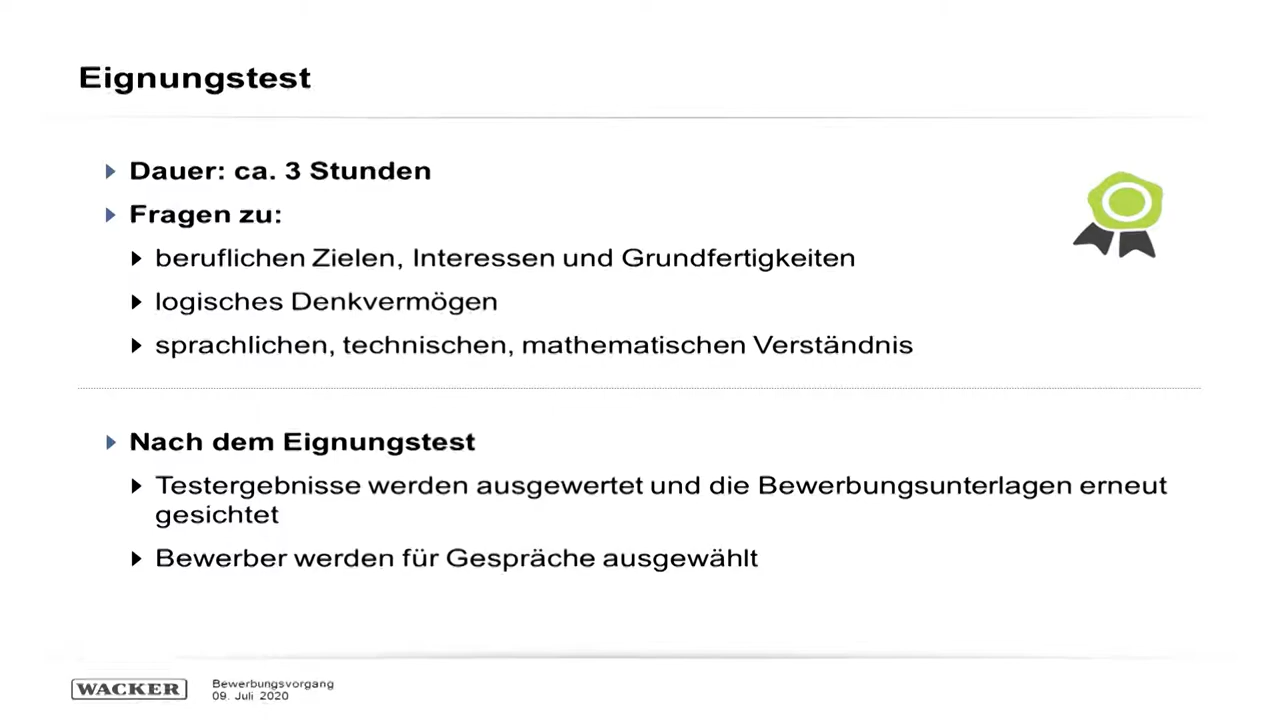 Eignungstest
Dauer: ca. 3 Stunden
Fragen zu:
beruflichen Zielen, Interessen und Grundfertigkeiten
logisches Denkvermögen
sprachlichen, technischen, mathematischen Verständnis
Nach dem Eignungstest
Testergebnisse werden ausgewertet und die Bewerbungsunterlagen erneut
gesichtet
Bewerber werden für Gespräche ausgewählt
WACKER
Bewerbungsvorgang
09. Juli 2020